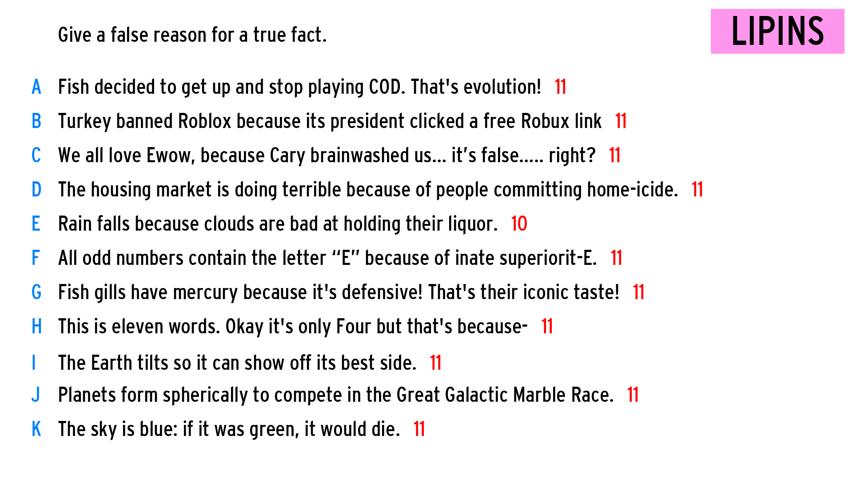 Give a false reason for a true fact.
LIPINS
A Fish decided to get up and stop playing COD. That's evolution! 11
B Turkey banned Roblox because its president clicked a free Robux link 11
C We all love Ewow, because Cary brainwashed us... it’s false..... right? 11
D The housing market is doing terrible because of people committing home-icide. 11
E Rain falls because clouds are bad at holding their liquor. 10
F All odd numbers contain the letter “E” because of inate superiorit-E. 11
G Fish gills have mercury because it's defensive! That's their iconic taste! 11
H This is eleven words. Okay it's only Four but that's because- 11
I The Earth tilts so it can show off its best side. 11
J Planets form spherically to compete in the Great Galactic Marble Race. 11
K The sky is blue: if it was green, it would die. 11